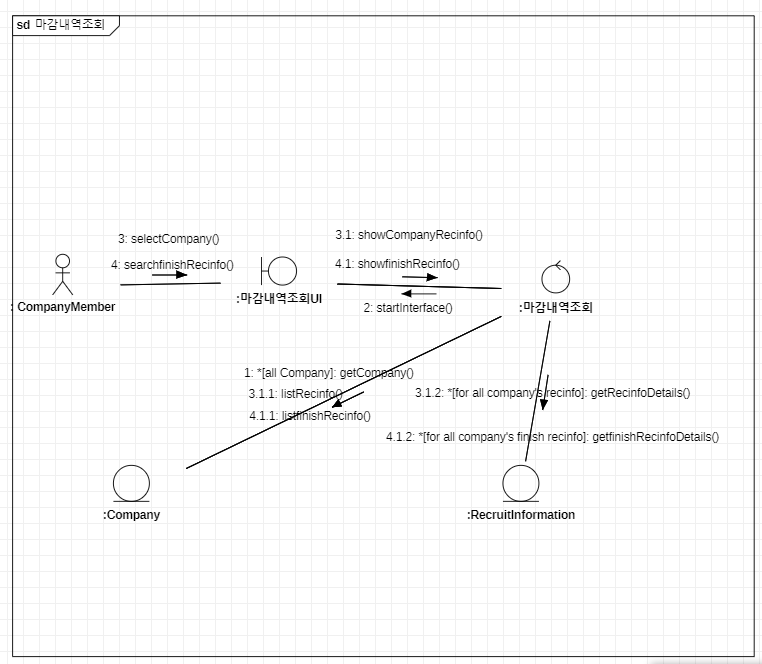 sd 마감내역조회
3: selectCompany()
4: searchfinishRecinfo()
3.1: showCompanyRecinfo()
4.1: showfinishRecinfo()
2: startInterface()
: CompanyMember
:마감내역조회UI
:마감내역조회
1: *[all Company]: getCompany()
3.1.1: listRecinfo()
4.1.1: listfinishRecinfo()
3.1.2: *[for all company's recinfo]: getRecinfoDetails()
4.1.2: *[for all company's finish recinfo]: getfinishRecinfoDetails()
:Company
:RecruitInformation